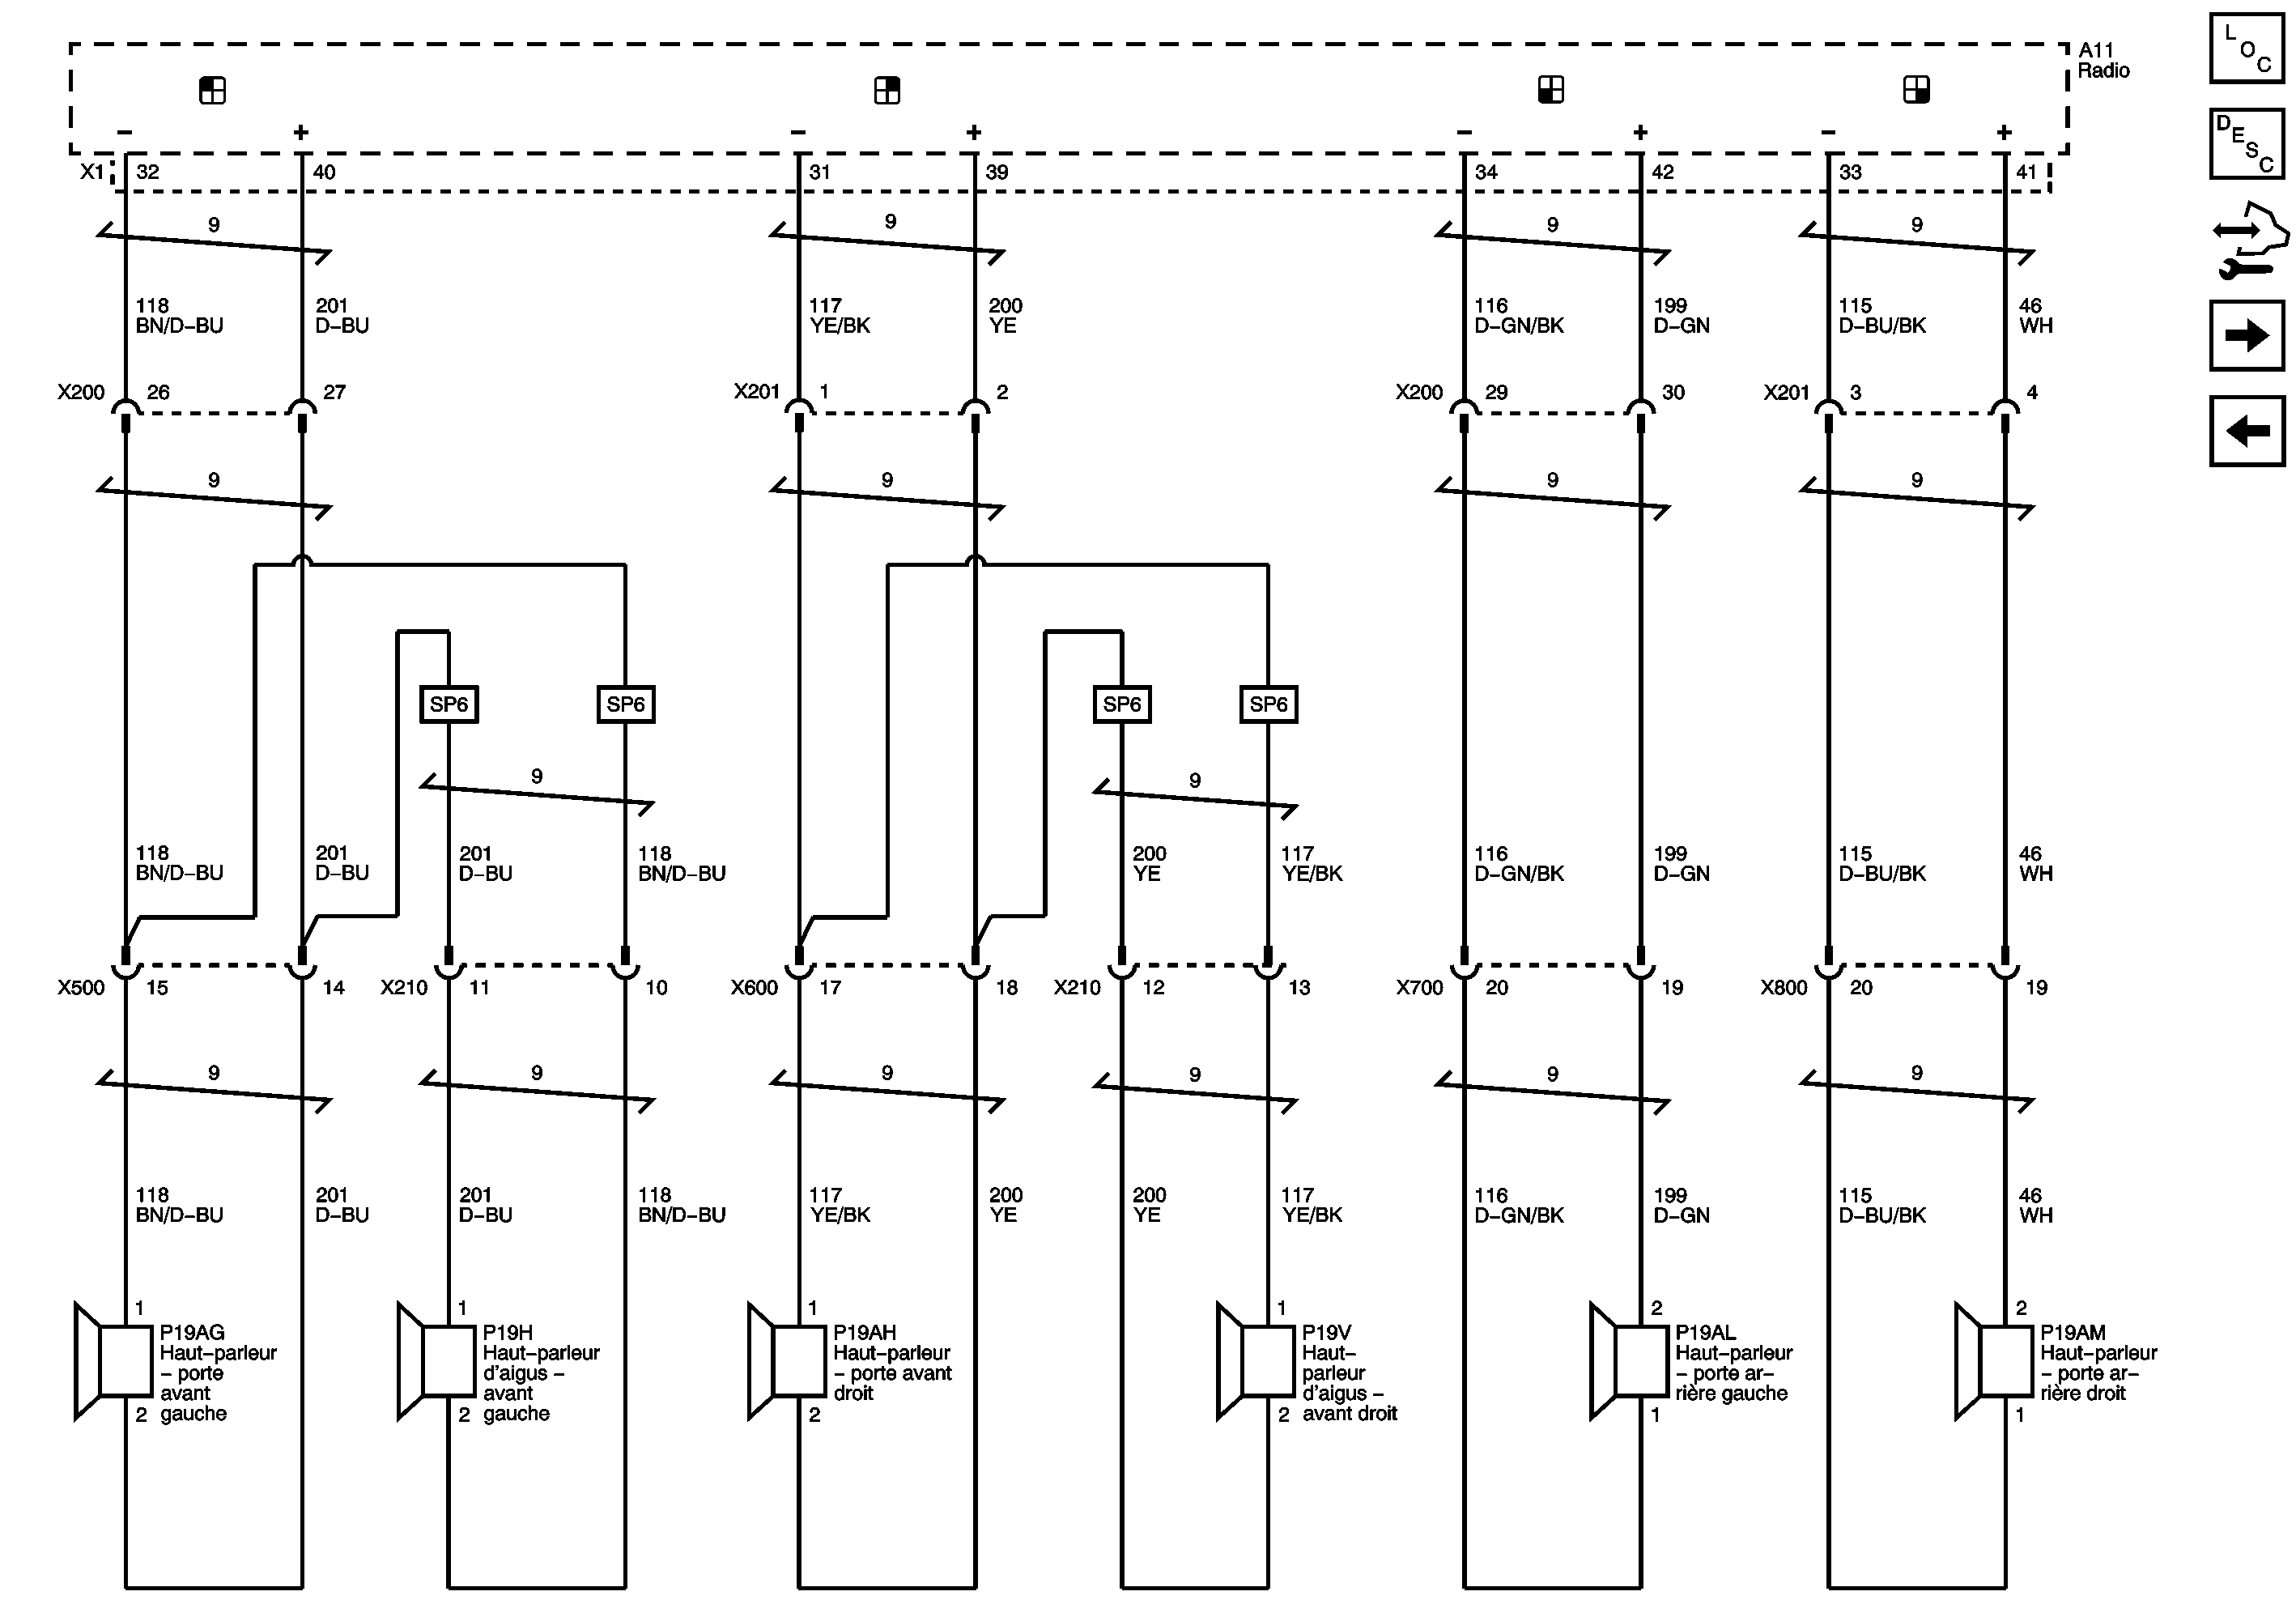 L O C
A11
Radio
D E S C
− + − + − + − +
X1 32 40 31 39 34 42 33 41
9 9 9 9
118 201 117 200 116 199 115 46
BN/D−BU D−BU YE/BK YE D−GN/BK D−GN D−BU/BK WH
X200 26 27 X201 1 2 X200 29 30 X201 3 4
9 9 9 9
SP6 SP6 SP6 SP6
9 9
118 201 201 118 200 117 116 199 115 46
BN/D−BU D−BU D−BU BN/D−BU YE YE/BK D−GN/BK D−GN D−BU/BK WH
X500 15 14 X210 11 10 X600 17 18 X210 12 13 X700 20 19 X800 20 19
9 9 9 9 9 9
118 201 201 118 117 200 200 117 116 199 115 46
BN/D−BU D−BU D−BU BN/D−BU YE/BK YE YE YE/BK D−GN/BK D−GN D−BU/BK WH
1
P19AG
Haut−parleur
− porte
avant
2 gauche
1
P19H
Haut−parleur
d'aigus −
avant
2 gauche
1
P19AH
Haut−parleur
− porte avant
droit
2
1
P19V
Haut−
parleur
d'aigus −
2 avant droit
2
P19AL
Haut−parleur
− porte ar−
rière gauche
1
2
P19AM
Haut−parleur
− porte ar−
rière droit
1